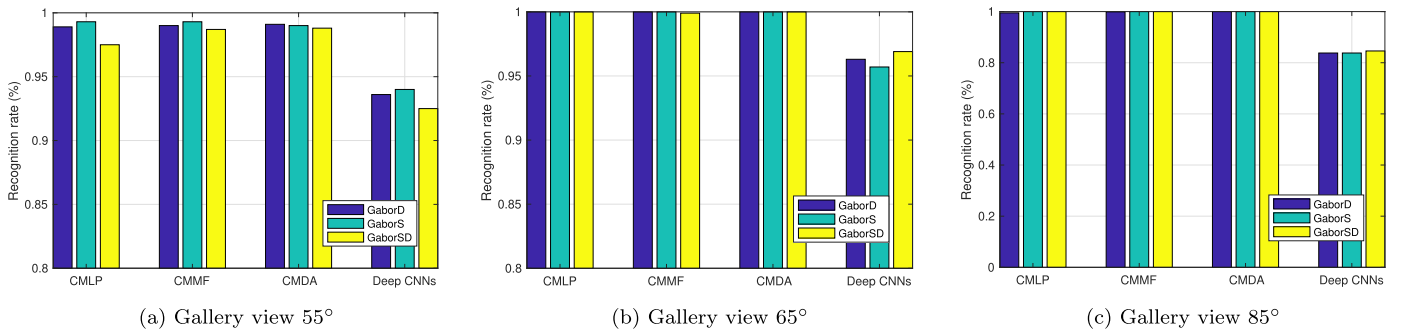 Recognition rate (%)
1
0.95
0.9
0.85
0.8
CMLP
CMMF
CMDA
Deep CNNs
GaborD
GaborS
GaborSD
(a) Gallery view 55°
Recognition rate (%)
1
0.95
0.9
0.85
0.8
CMLP
CMMF
CMDA
Deep CNNs
GaborD
GaborS
GaborSD
(b) Gallery view 65°
Recognition rate (%)
1
0.8
0.6
0.4
0.2
0
CMLP
CMMF
CMDA
Deep CNNs
GaborD
GaborS
GaborSD
(c) Gallery view 85°